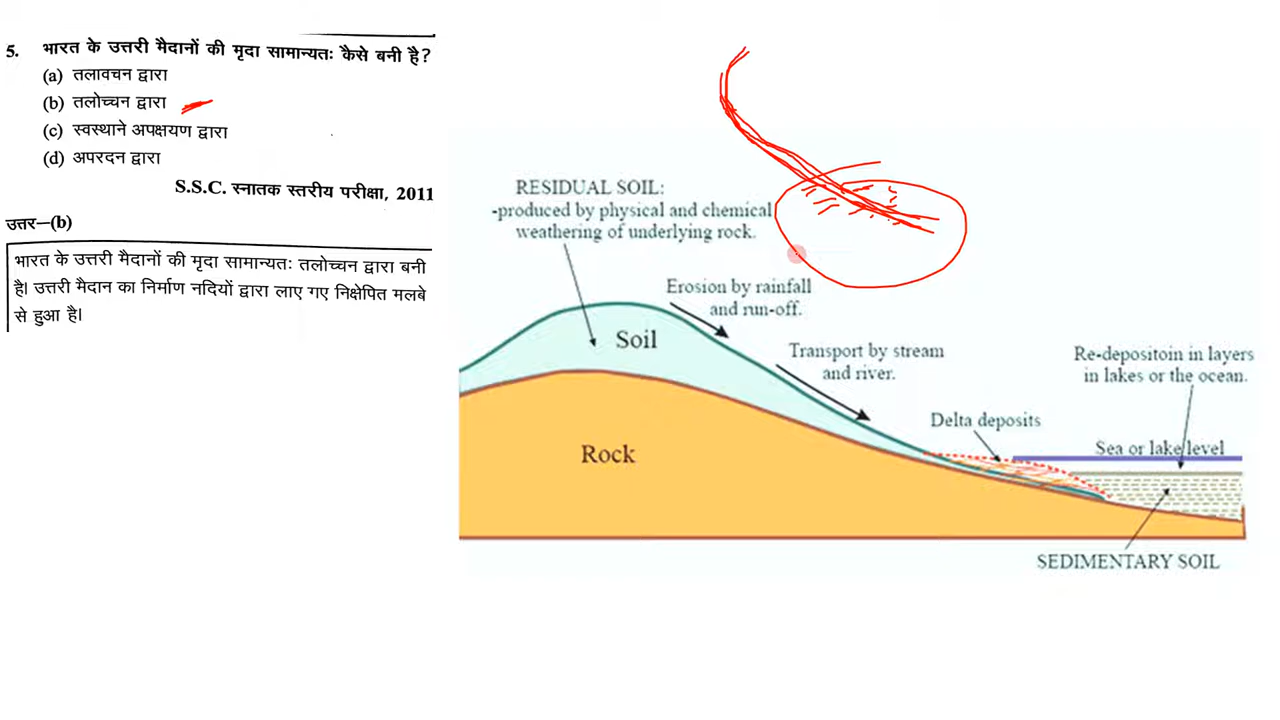 5. भारत के उत्तरी मैदानों की मृदा सामान्यतः कैसे बनी है?
(a) तलावचन द्वारा
(b) तलोच्चन द्वारा
(c) स्वस्थाने अपक्षयण द्वारा
(d) अपरदन द्वारा
S.S.C. स्नातक स्तरीय परीक्षा, 2011
उत्तर—(b)
भारत के उत्तरी मैदानों की मृदा सामान्यतः तलोच्चन द्वारा बनी
है। उत्तरी मैदान का निर्माण नदियों द्वारा लाए गए निक्षेपित मलबे
से हुआ है।
RESIDUAL SOIL:
-produced by physical and chemical
weathering of underlying rock.
Erosion by rainfall
and run-off.
Soil
Transport by stream
and river.
Re-depositoin in layers
in lakes or the ocean.
Delta deposits
Sea or lake level
Rock
SEDIMENTARY SOIL